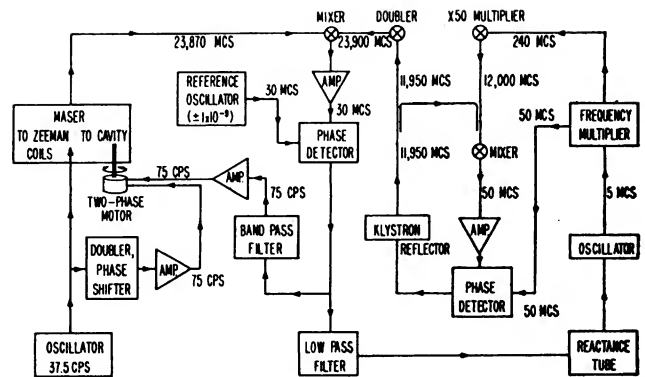 MIXER
DOUBLER
X50 MULTIPLIER
23,870 MCS
23,900 MCS
240 MCS
REFERENCE
OSCILLATOR
(±1x10⁻⁹)
30 MCS
AMP.
30 MCS
11,950 MCS
12,000 MCS
MASER
TO ZEEMAN TO CAVITY
COILS
PHASE
DETECTOR
11,950 MCS
MIXER
50 MCS
FREQUENCY
MULTIPLIER
75 CPS
AMP.
75 CPS
TWO-PHASE
MOTOR
50 MCS
5 MCS
BAND PASS
FILTER
KLYSTRON
REFLECTOR
AMP.
OSCILLATOR
DOUBLER,
PHASE
SHIFTER
AMP.
75 CPS
PHASE
DETECTOR
50 MCS
OSCILLATOR
37.5 CPS
LOW PASS
FILTER
REACTANCE
TUBE